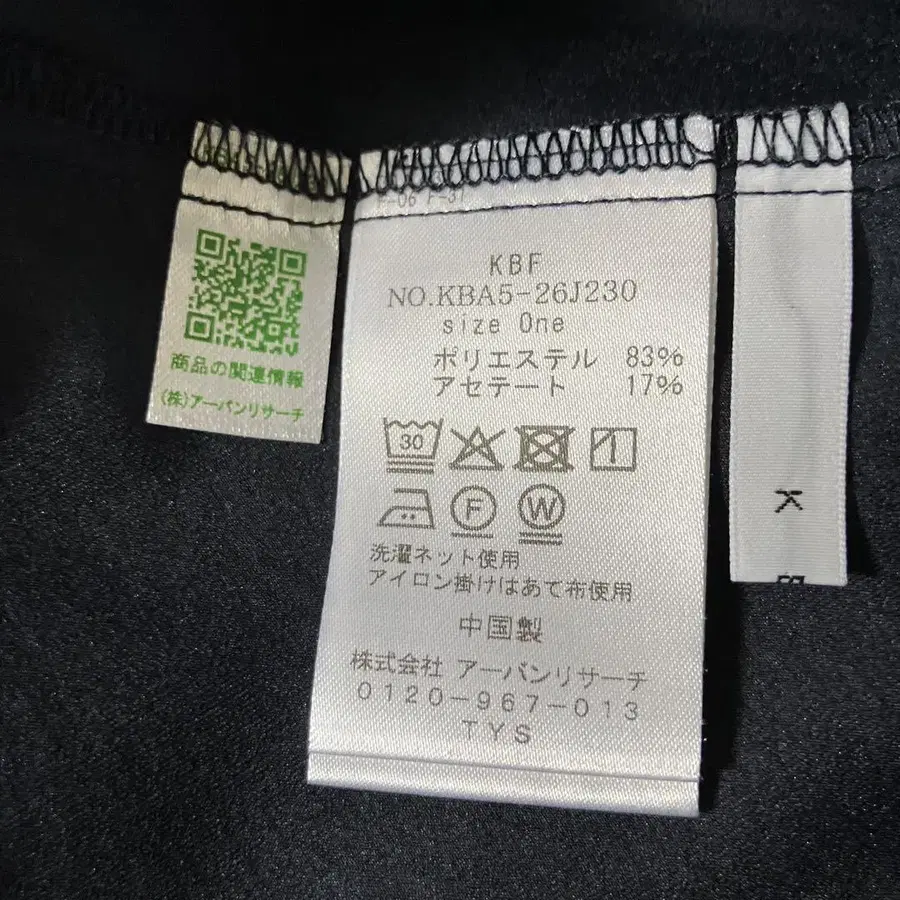 商品の関連情報
(株)アーバンリサーチ
F-06 F-31
KBF
NO.KBA5-26J230
size One
ポリエステル 83%
アセテート 17%
30
F
W
洗濯ネット使用
アイロン掛けはあて布使用
中国製
株式会社 アーバンリサーチ
0120-967-013
TYS
K